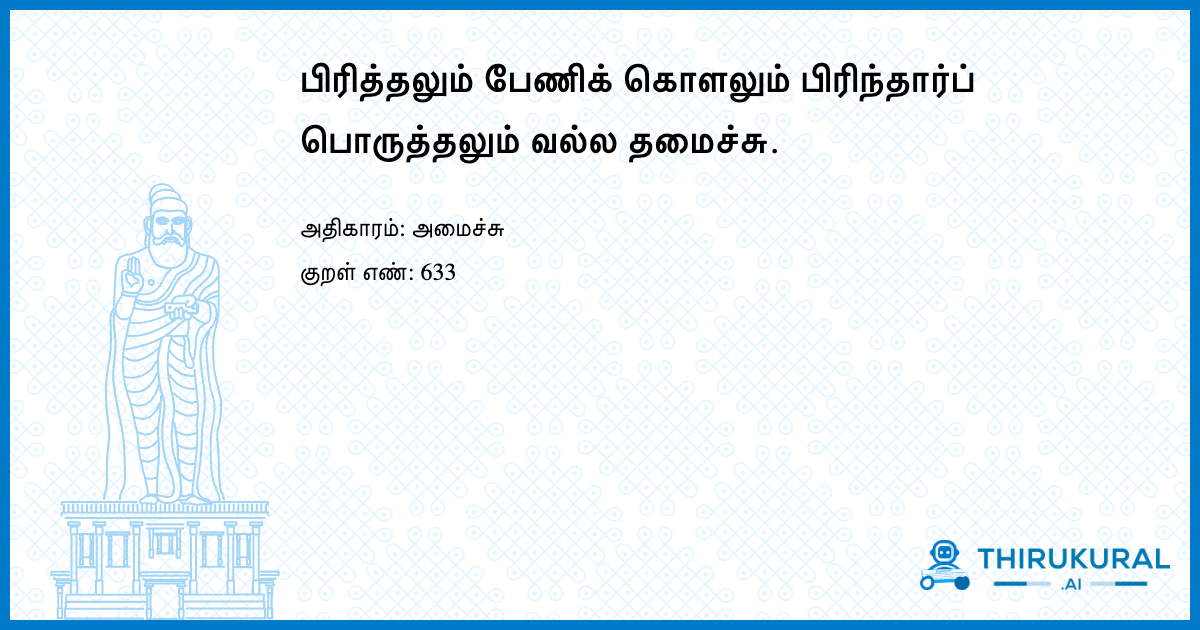 பிரித்தலும் பேணிக் கொளலும் பிரிந்தார்ப்
பொருத்தலும் வல்ல தமைச்சு.
அதிகாரம்: அமைச்சு
குறள் எண்: 633
THIRUKURAL
.AI